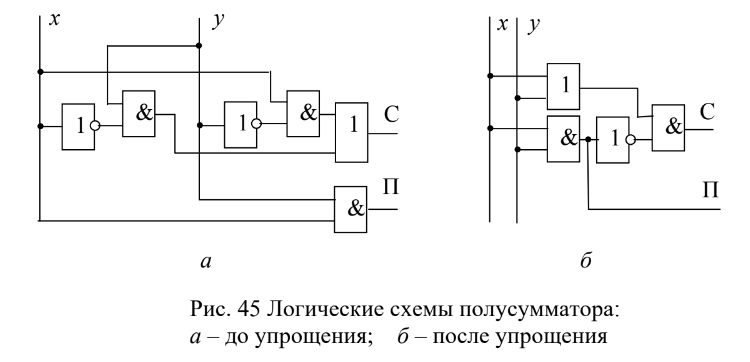 x y x y
1 & 1 & 1 С
& П
1
& 1 & С
П
а б
Рис. 45 Логические схемы полусумматора:
а – до упрощения; б – после упрощения